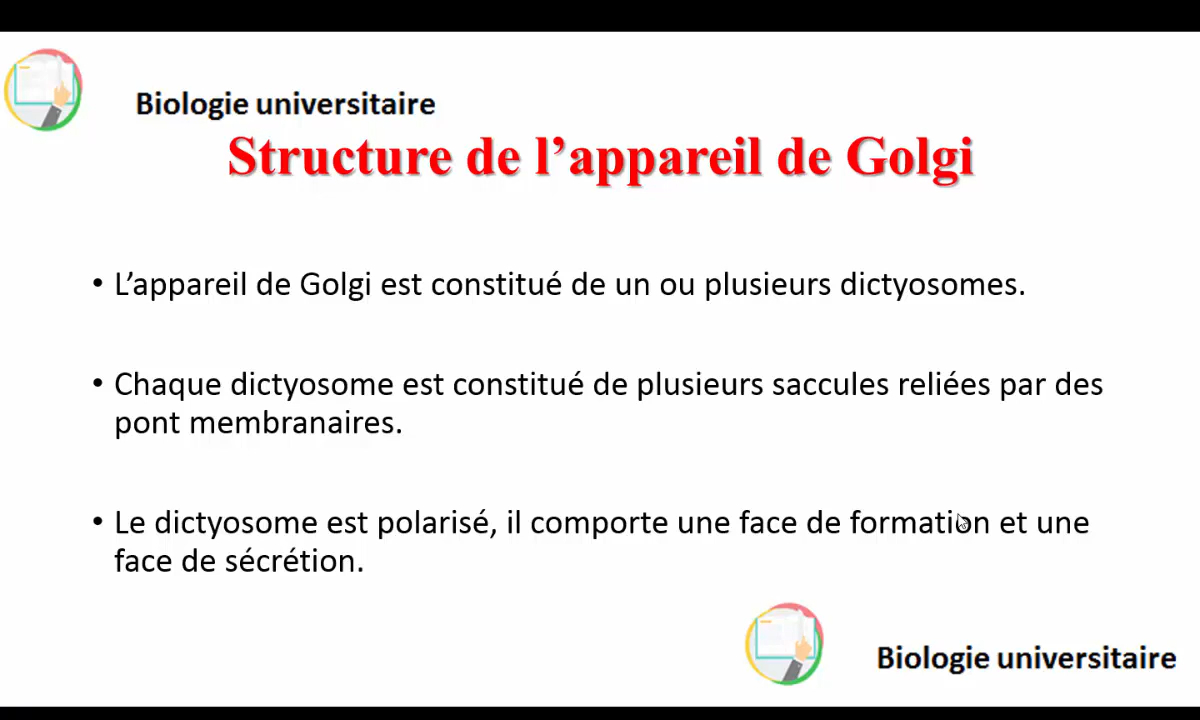 Biologie universitaire
Structure de l’appareil de Golgi
• L’appareil de Golgi est constitué de un ou plusieurs dictyosomes.
• Chaque dictyosome est constitué de plusieurs saccules reliées par des
pont membranaires.
• Le dictyosome est polarisé, il comporte une face de formation et une
face de sécrétion.
Biologie universitaire